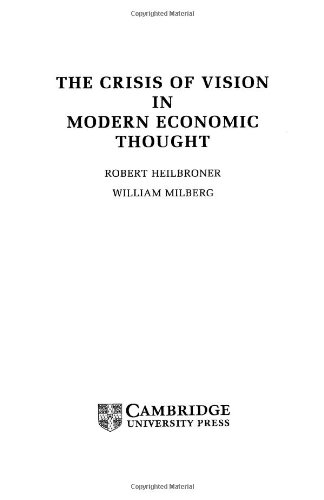 THE CRISIS OF VISION
IN
MODERN ECONOMIC
THOUGHT
ROBERT HEILBRONER
WILLIAM MILBERG
CAMBRIDGE
UNIVERSITY PRESS